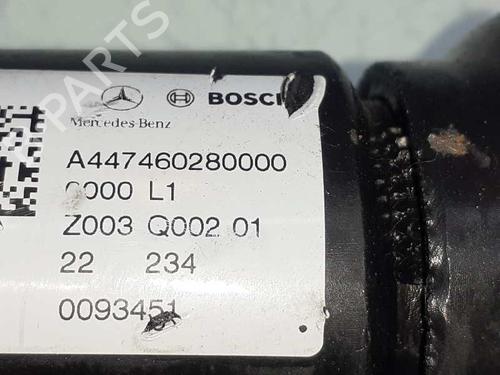 PARTS
BOSCH
Mercedes-Benz
A447460280000
0000 L1
Z003 Q002 01
22 234
0093451